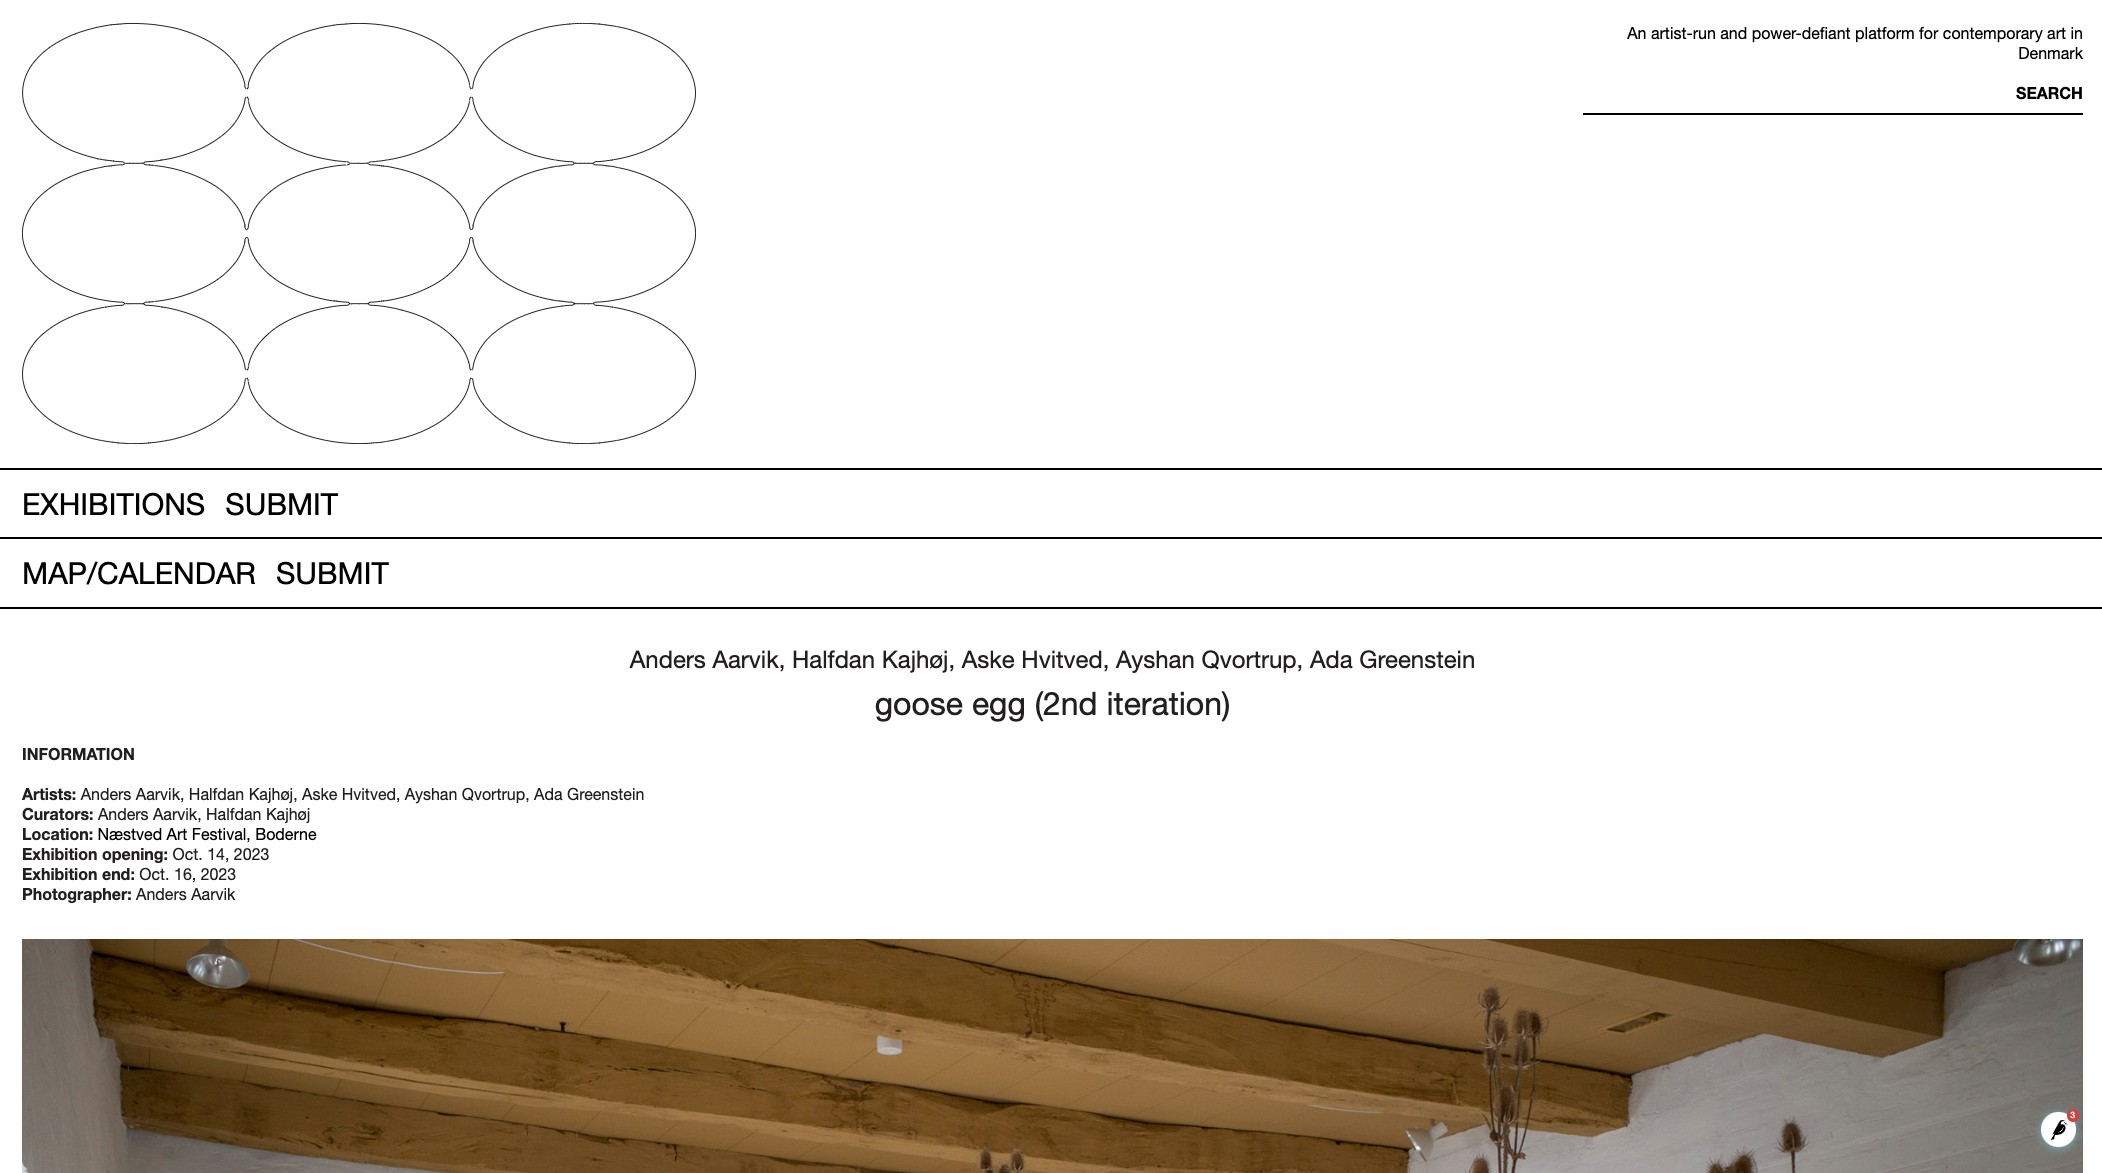 An artist-run and power-defiant platform for contemporary art in
Denmark
SEARCH
EXHIBITIONS SUBMIT
MAP/CALENDAR SUBMIT
Anders Aarvik, Halfdan Kajhøj, Aske Hvitved, Ayshan Qvortrup, Ada Greenstein
goose egg (2nd iteration)
INFORMATION
Artists: Anders Aarvik, Halfdan Kajhøj, Aske Hvitved, Ayshan Qvortrup, Ada Greenstein
Curators: Anders Aarvik, Halfdan Kajhøj
Location: Næstved Art Festival, Boderne
Exhibition opening: Oct. 14, 2023
Exhibition end: Oct. 16, 2023
Photographer: Anders Aarvik
3